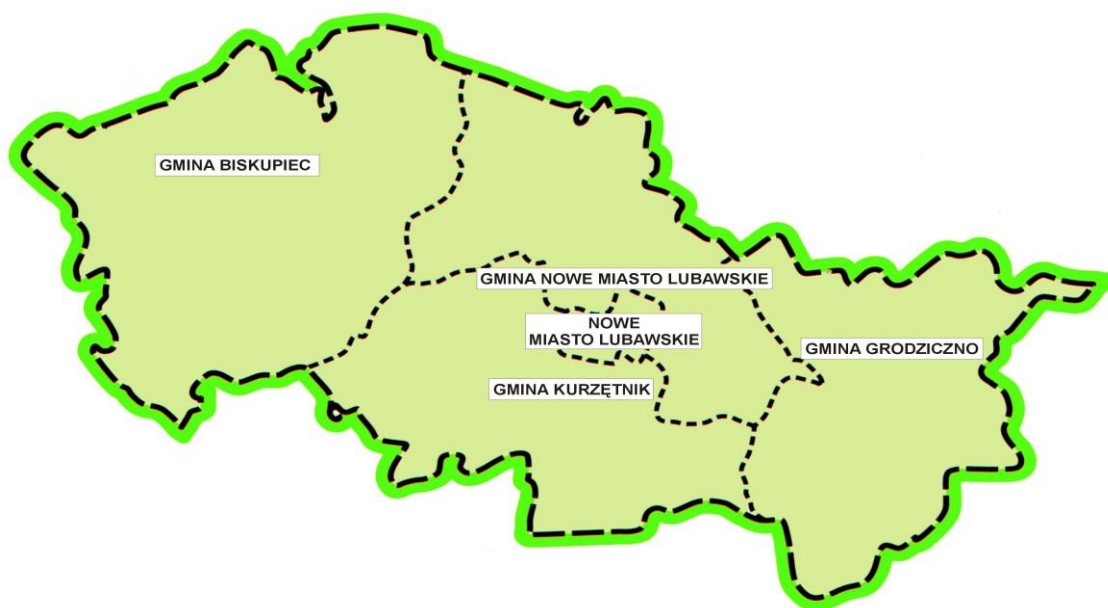 GMINA BISKUPIEC
GMINA NOWE MIASTO LUBAWSKIE
NOWE
MIASTO LUBAWSKIE
GMINA GRODZICZNO
GMINA KURZĘTNIK